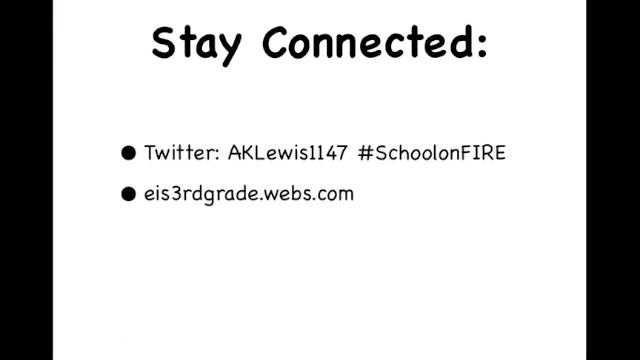 Stay Connected:
● Twitter: AKLewis1147 #SchoolonFIRE
● eis3rdgrade.webs.com